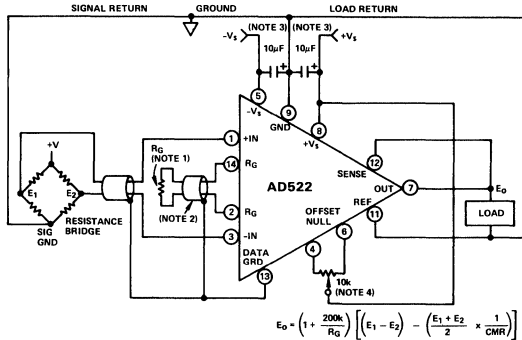 SIGNAL RETURN GROUND (NOTE 3) (NOTE 3) LOAD RETURN
–Vs +Vs
10μF 10μF
+ +
5
–Vs
9
GND
8
+Vs
+V
E1 E2
SIG
GND
RESISTANCE
BRIDGE
RG
(NOTE 1)
(NOTE 2)
1 +IN
14 RG
2 RG
3 –IN
DATA
GRD
13
AD522
SENSE
12
OUT
7
REF
11
OFFSET
NULL
4
6
10k
(NOTE 4)
Eo
LOAD
Eo = (1 + 200k/RG) [(E1 – E2) – (E1 + E2/2 x 1/CMR)]